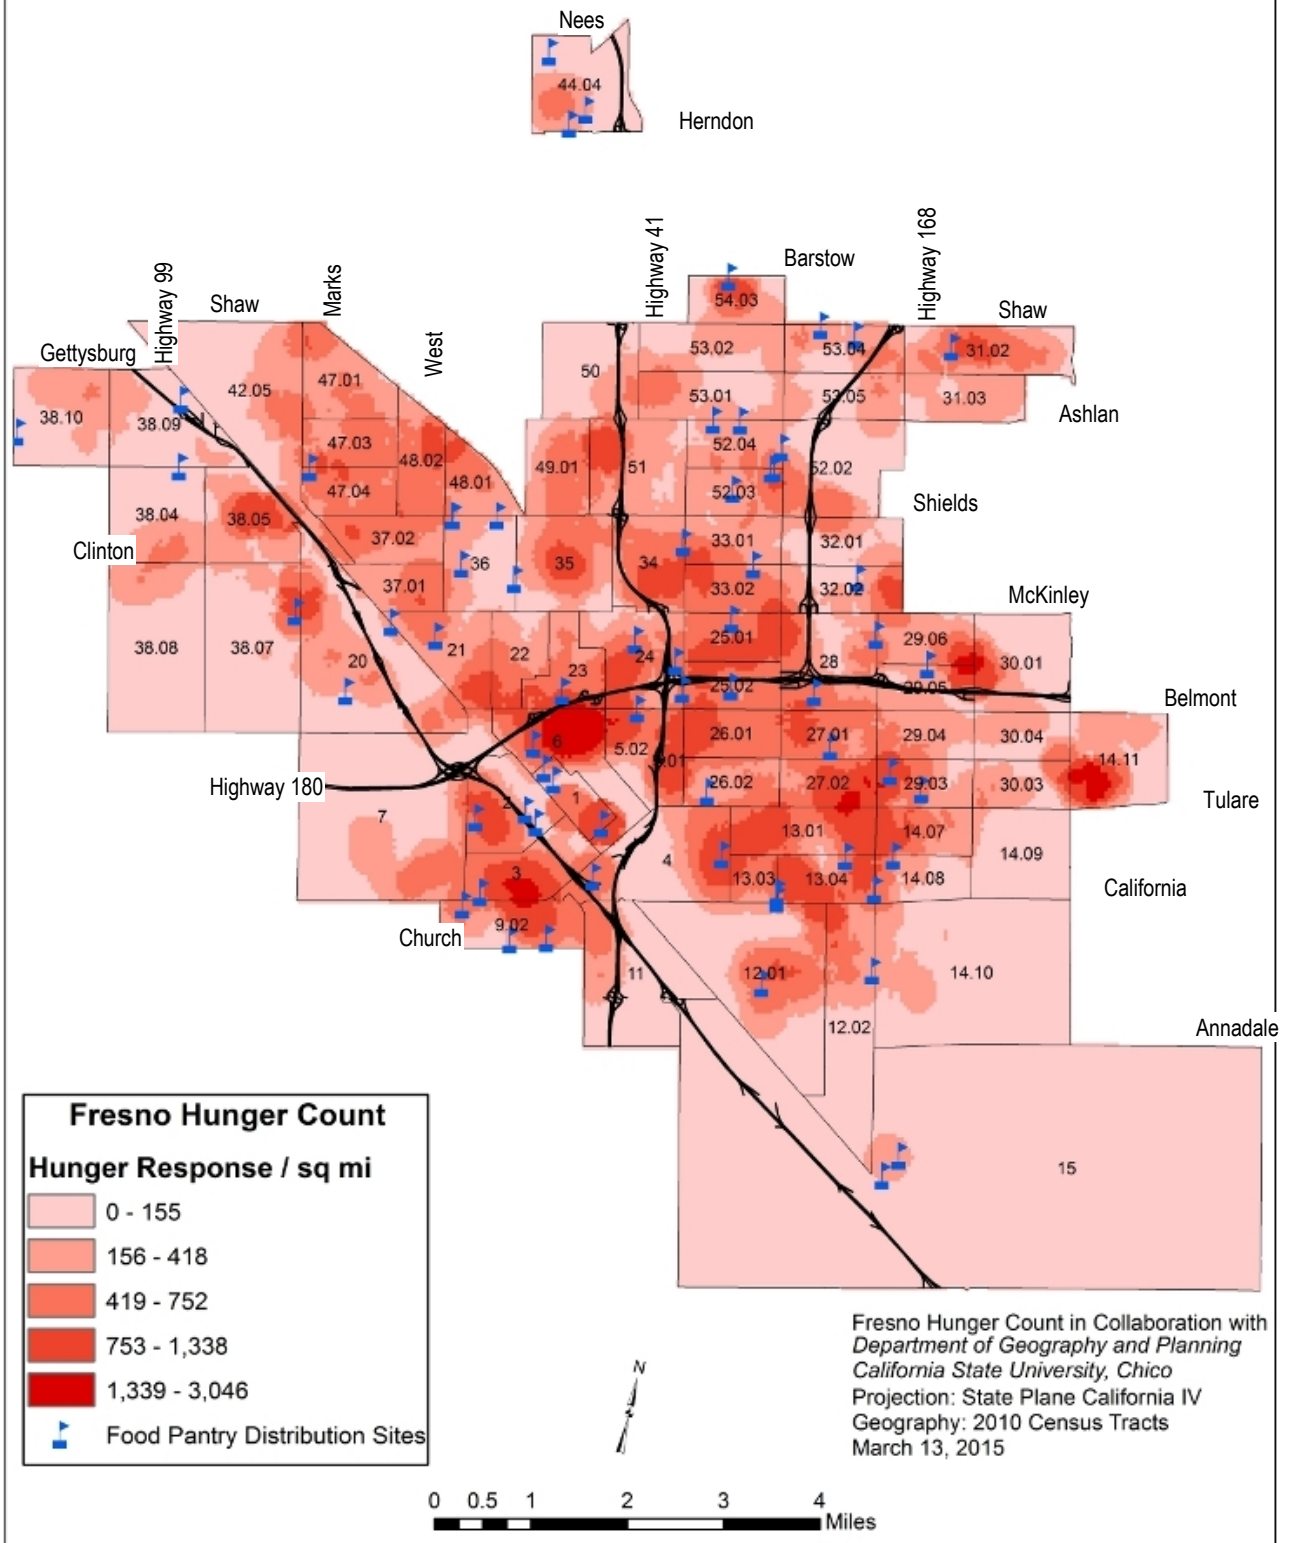 Nees
44.04
Herndon
Highway 99
Shaw
Marks
West
Highway 41
Barstow
Highway 168
Shaw
54.03
Gettysburg
53.02
53.04
31.02
50
47.01
42.05
53.01
53.05
31.03
Ashlan
38.10
38.09
47.03
52.04
48.02
49.01
51
52.02
48.01
47.04
52.03
Shields
38.04
38.05
37.02
33.01
32.01
Clinton
36
35
34
37.01
33.02
32.02
McKinley
25.01
29.06
38.08
38.07
20
21
22
23
24
28
30.01
25.02
29.05
Belmont
6
5.02
26.01
27.01
29.04
30.04
14.11
.01
Highway 180
26.02
27.02
29.03
30.03
Tulare
2
1
7
13.01
14.07
4
14.09
3
13.03
13.04
14.08
California
9.02
Church
11
12.01
14.10
12.02
Annadale
15
Fresno Hunger Count
Hunger Response / sq mi
0 - 155
156 - 418
419 - 752
753 - 1,338
1,339 - 3,046
Food Pantry Distribution Sites
Fresno Hunger Count in Collaboration with
Department of Geography and Planning
California State University, Chico
Projection: State Plane California IV
Geography: 2010 Census Tracts
March 13, 2015
N
0 0.5 1 2 3 4
Miles